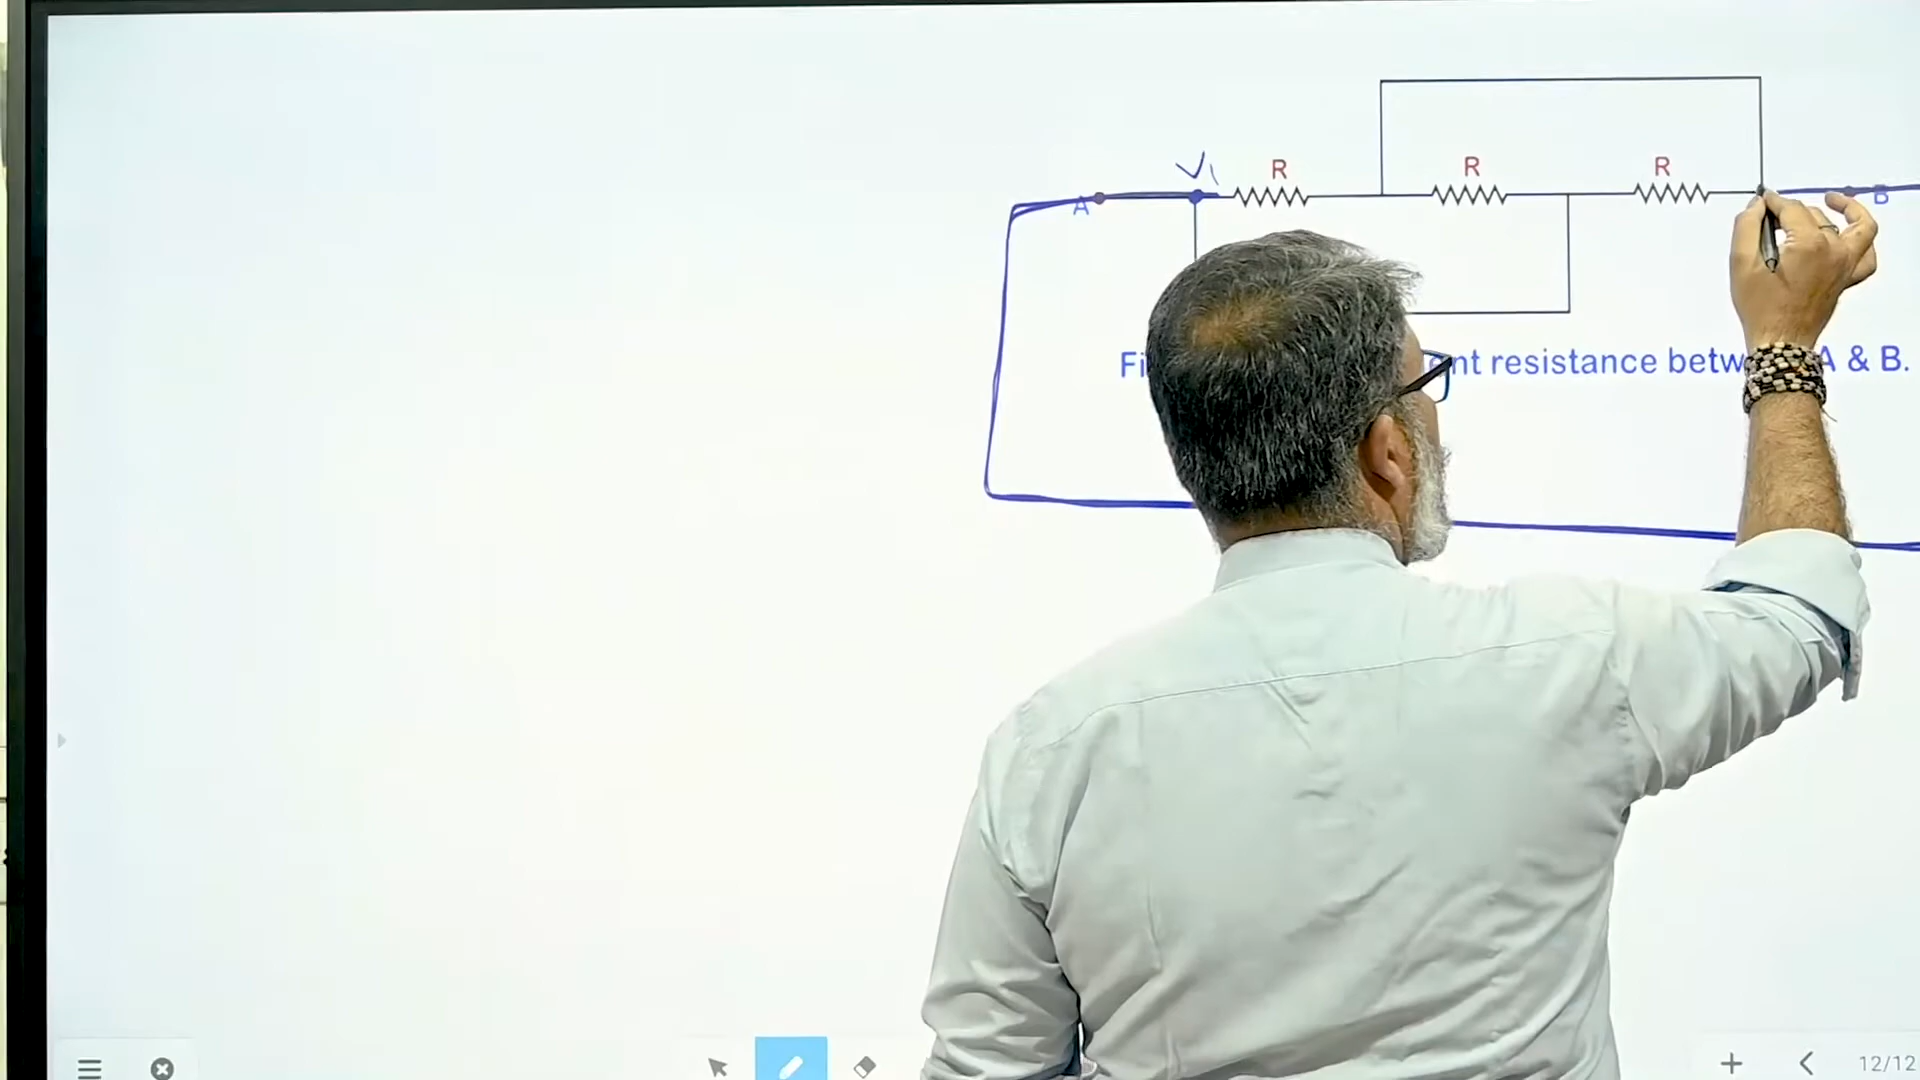 V1
R R R
A B
Fi nt resistance betw A & B.
12/12